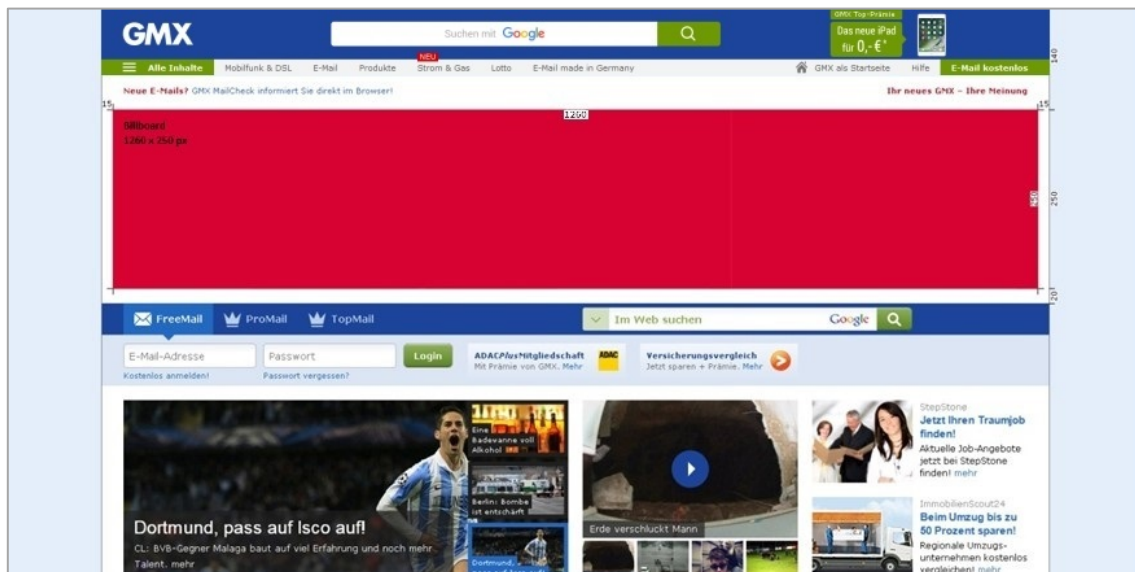 GMX
Suchen mit Google
GMX Top-Prämie
Das neue iPad
für 0,-€*
140
NEU
Alle Inhalte Mobilfunk & DSL E-Mail Produkte Strom & Gas Lotto E-Mail made in Germany GMX als Startseite Hilfe E-Mail kostenlos
Neue E-Mails? GMX MailCheck informiert Sie direkt im Browser! Ihr neues GMX – Ihre Meinung
15 15
1260
Billboard
1260 x 250 px
250 250
20
FreeMail ProMail TopMail Im Web suchen Google
E-Mail-Adresse Passwort Login
Kostenlos anmelden! Passwort vergessen?
ADACPlusMitgliedschaft ADAC
Mit Prämie von GMX. Mehr
Versicherungsvergleich
Jetzt sparen + Prämie. Mehr
Eine
Badewanne voll
Alkohol
Berlin: Bombe
ist entschärft
Dortmund,
pass auf Isco auf!
Dortmund, pass auf Isco auf!
CL: BVB-Gegner Malaga baut auf viel Erfahrung und noch mehr
Talent. mehr
Erde verschluckt Mann
StepStone
Jetzt Ihren Traumjob
finden!
Aktuelle Job-Angebote
jetzt bei StepStone
finden! mehr
ImmobilienScout24
Beim Umzug bis zu
50 Prozent sparen!
Regionale Umzugs-
unternehmen kostenlos
vergleichen! mehr